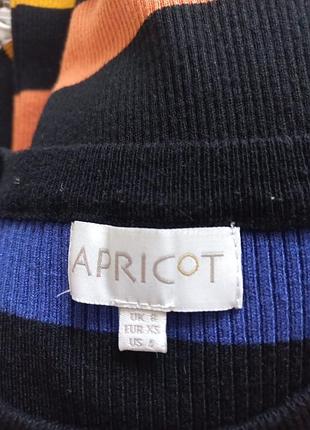 APRICOT
UK 8
EUR XS
US 4